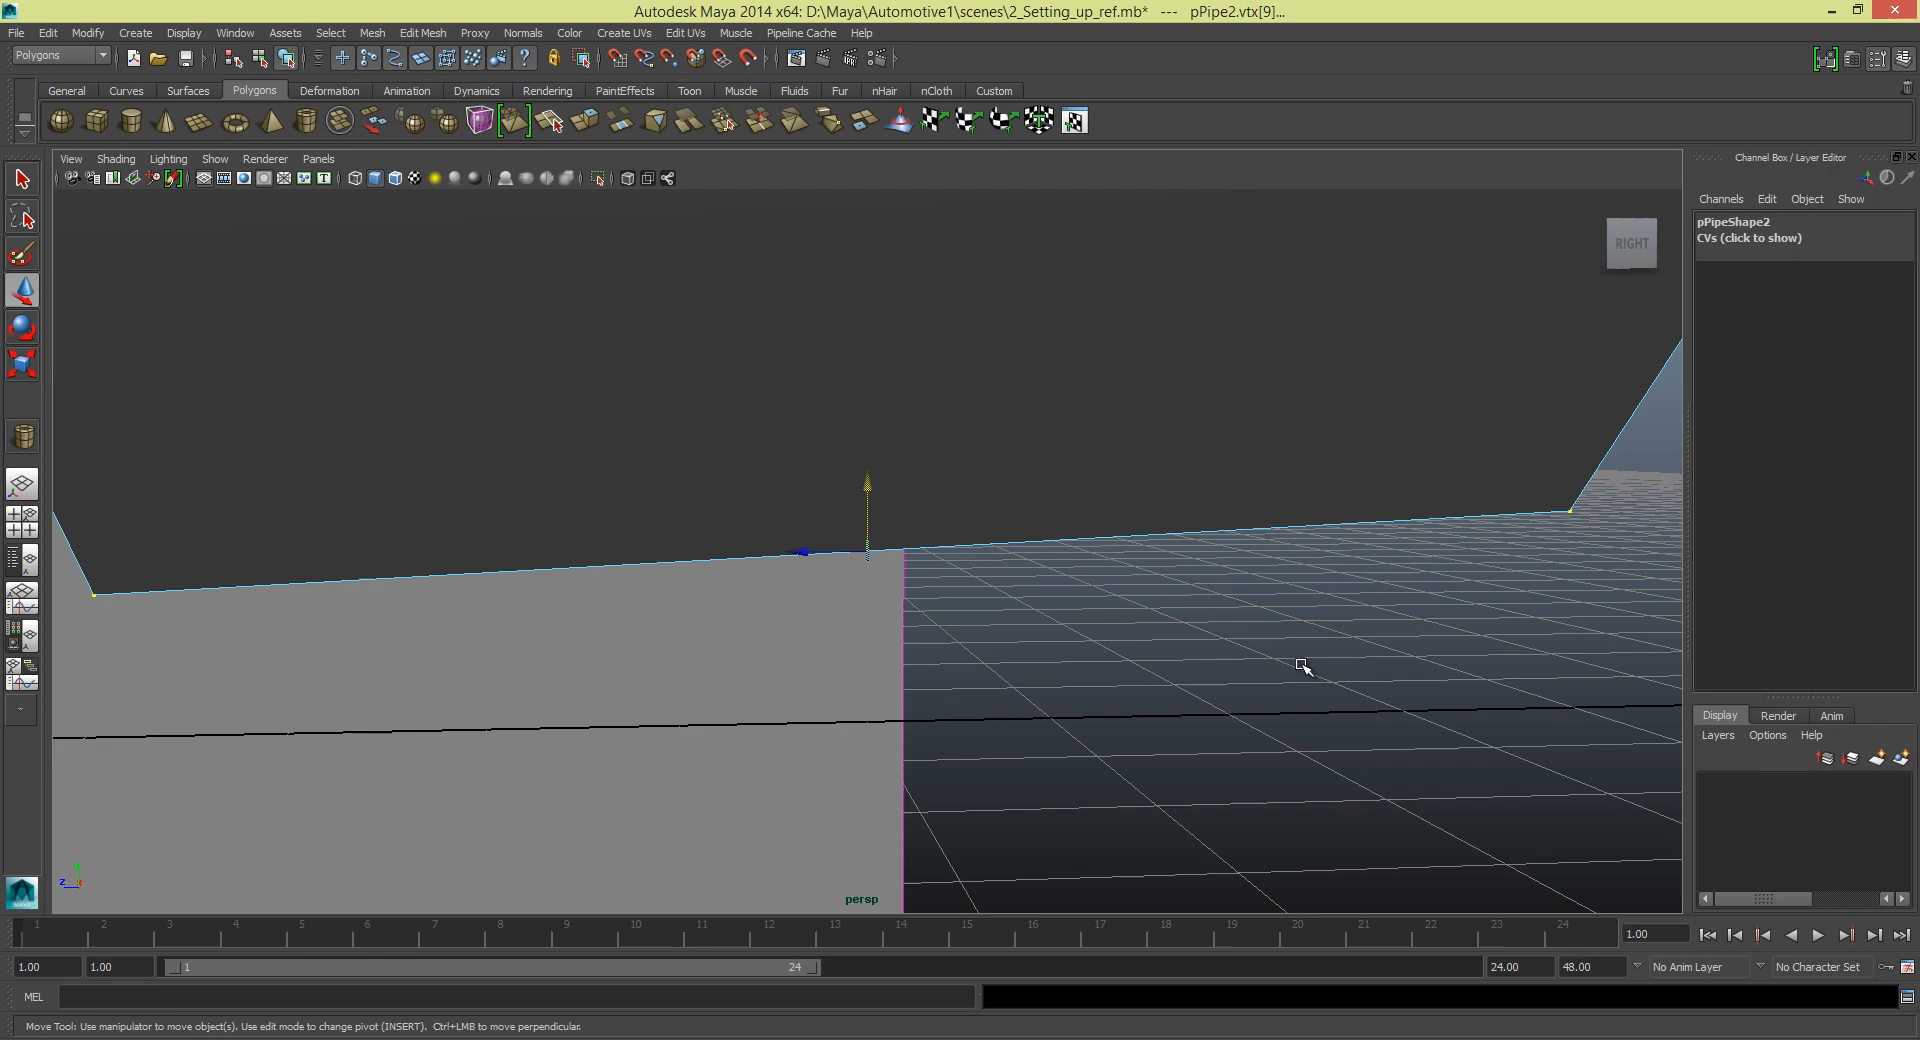 Autodesk Maya 2014 x64: D:\Maya\Automotive1\scenes\2_Setting_up_ref.mb* --- pPipe2.vtx[9]...
File Edit Modify Create Display Window Assets Select Mesh Edit Mesh Proxy Normals Color Create UVs Edit UVs Muscle Pipeline Cache Help
Polygons
General Curves Surfaces Polygons Deformation Animation Dynamics Rendering PaintEffects Toon Muscle Fluids Fur nHair nCloth Custom
View Shading Lighting Show Renderer Panels
Channel Box / Layer Editor
Channels Edit Object Show
pPipeShape2
CVs (click to show)
RIGHT
Display Render Anim
Layers Options Help
z
persp
1 2 3 4 5 6 7 8 9 10 11 12 13 14 15 16 17 18 19 20 21 22 23 24
1.00
1.00 1.00 1 24 24.00 48.00 No Anim Layer No Character Set
MEL
Move Tool: Use manipulator to move object(s). Use edit mode to change pivot (INSERT). Ctrl+LMB to move perpendicular.